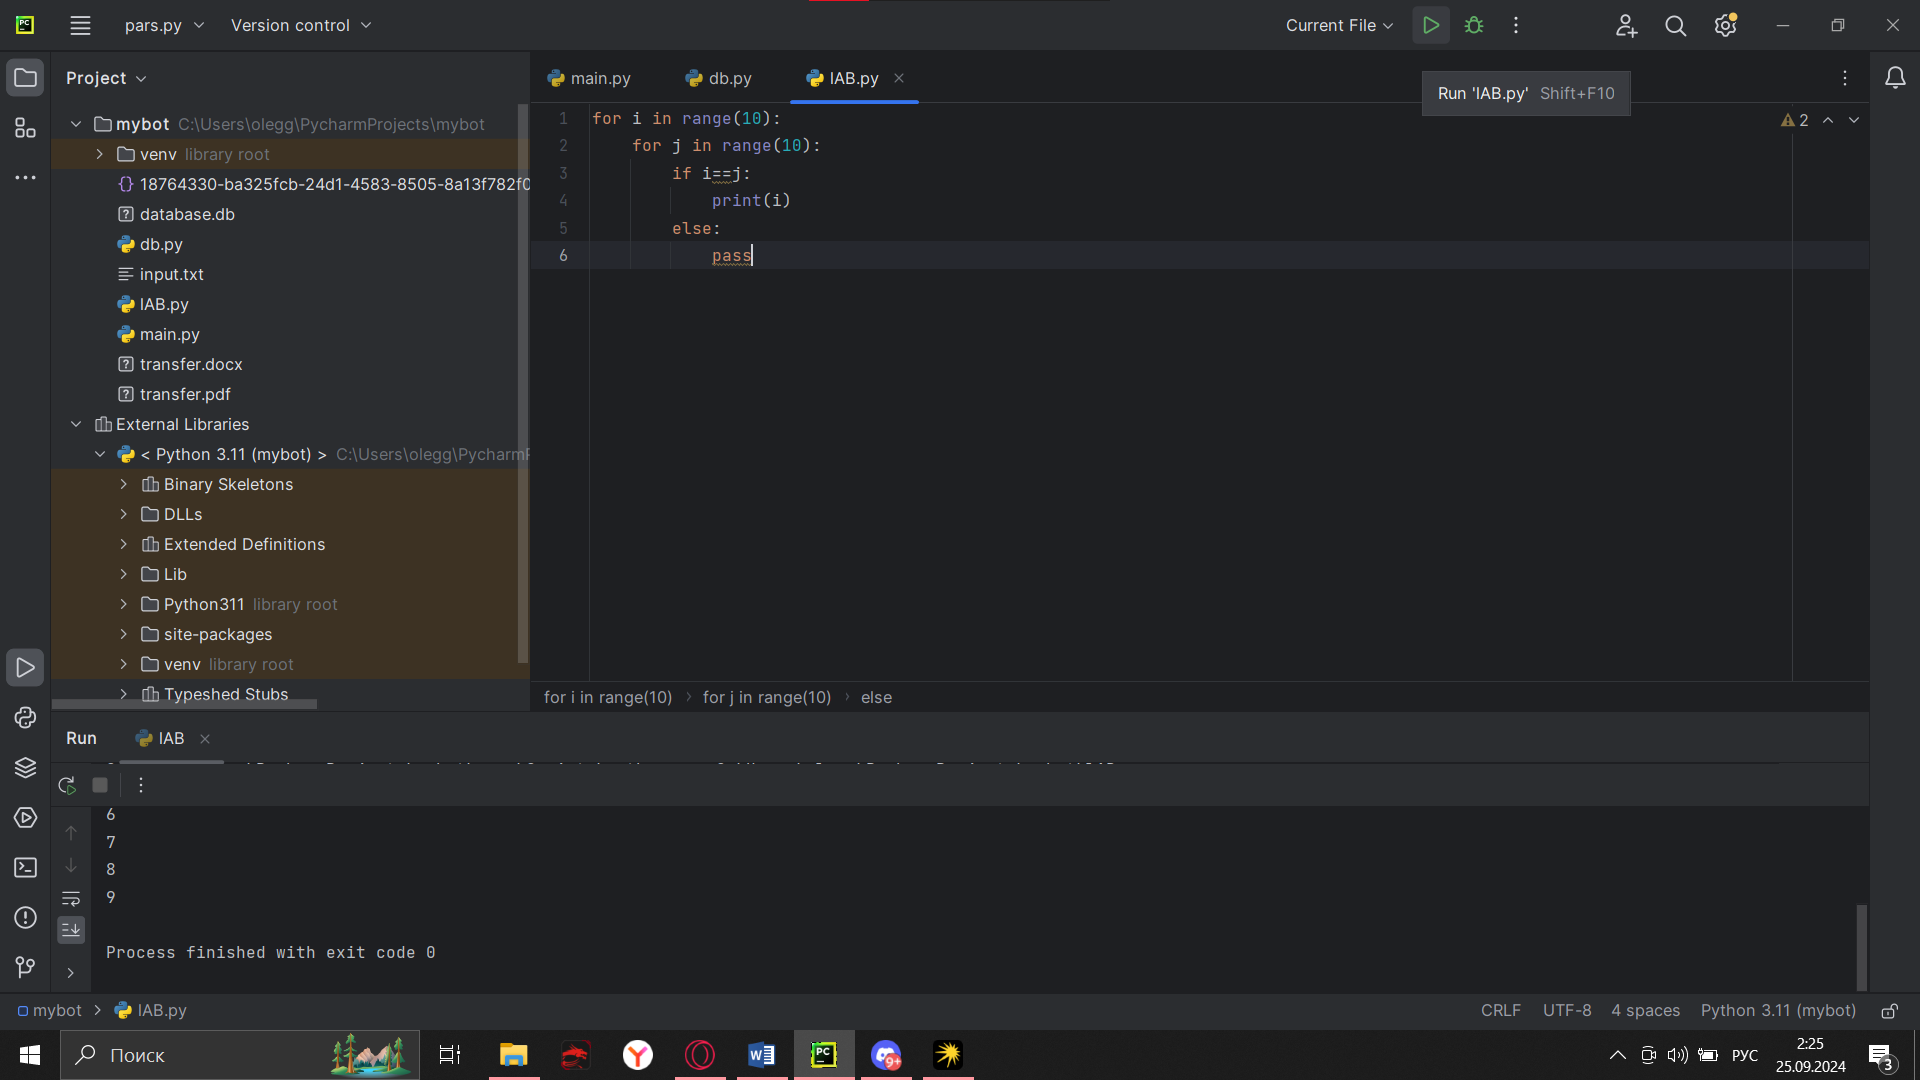 pars.py Version control Current File
Project
main.py db.py IAB.py
Run 'IAB.py' Shift+F10
mybot C:\Users\olegg\PycharmProjects\mybot
venv library root
18764330-ba325fcb-24d1-4583-8505-8a13f782f0
database.db
db.py
input.txt
IAB.py
main.py
transfer.docx
transfer.pdf
External Libraries
< Python 3.11 (mybot) > C:\Users\olegg\Pycharm
Binary Skeletons
DLLs
Extended Definitions
Lib
Python311 library root
site-packages
venv library root
Typeshed Stubs
2
1 for i in range(10):
2 for j in range(10):
3 if i==j:
4 print(i)
5 else:
6 pass
for i in range(10) for j in range(10) else
Run IAB
6
7
8
9
Process finished with exit code 0
mybot IAB.py CRLF UTF-8 4 spaces Python 3.11 (mybot)
Поиск
9+
РУС
2:25
25.09.2024
3